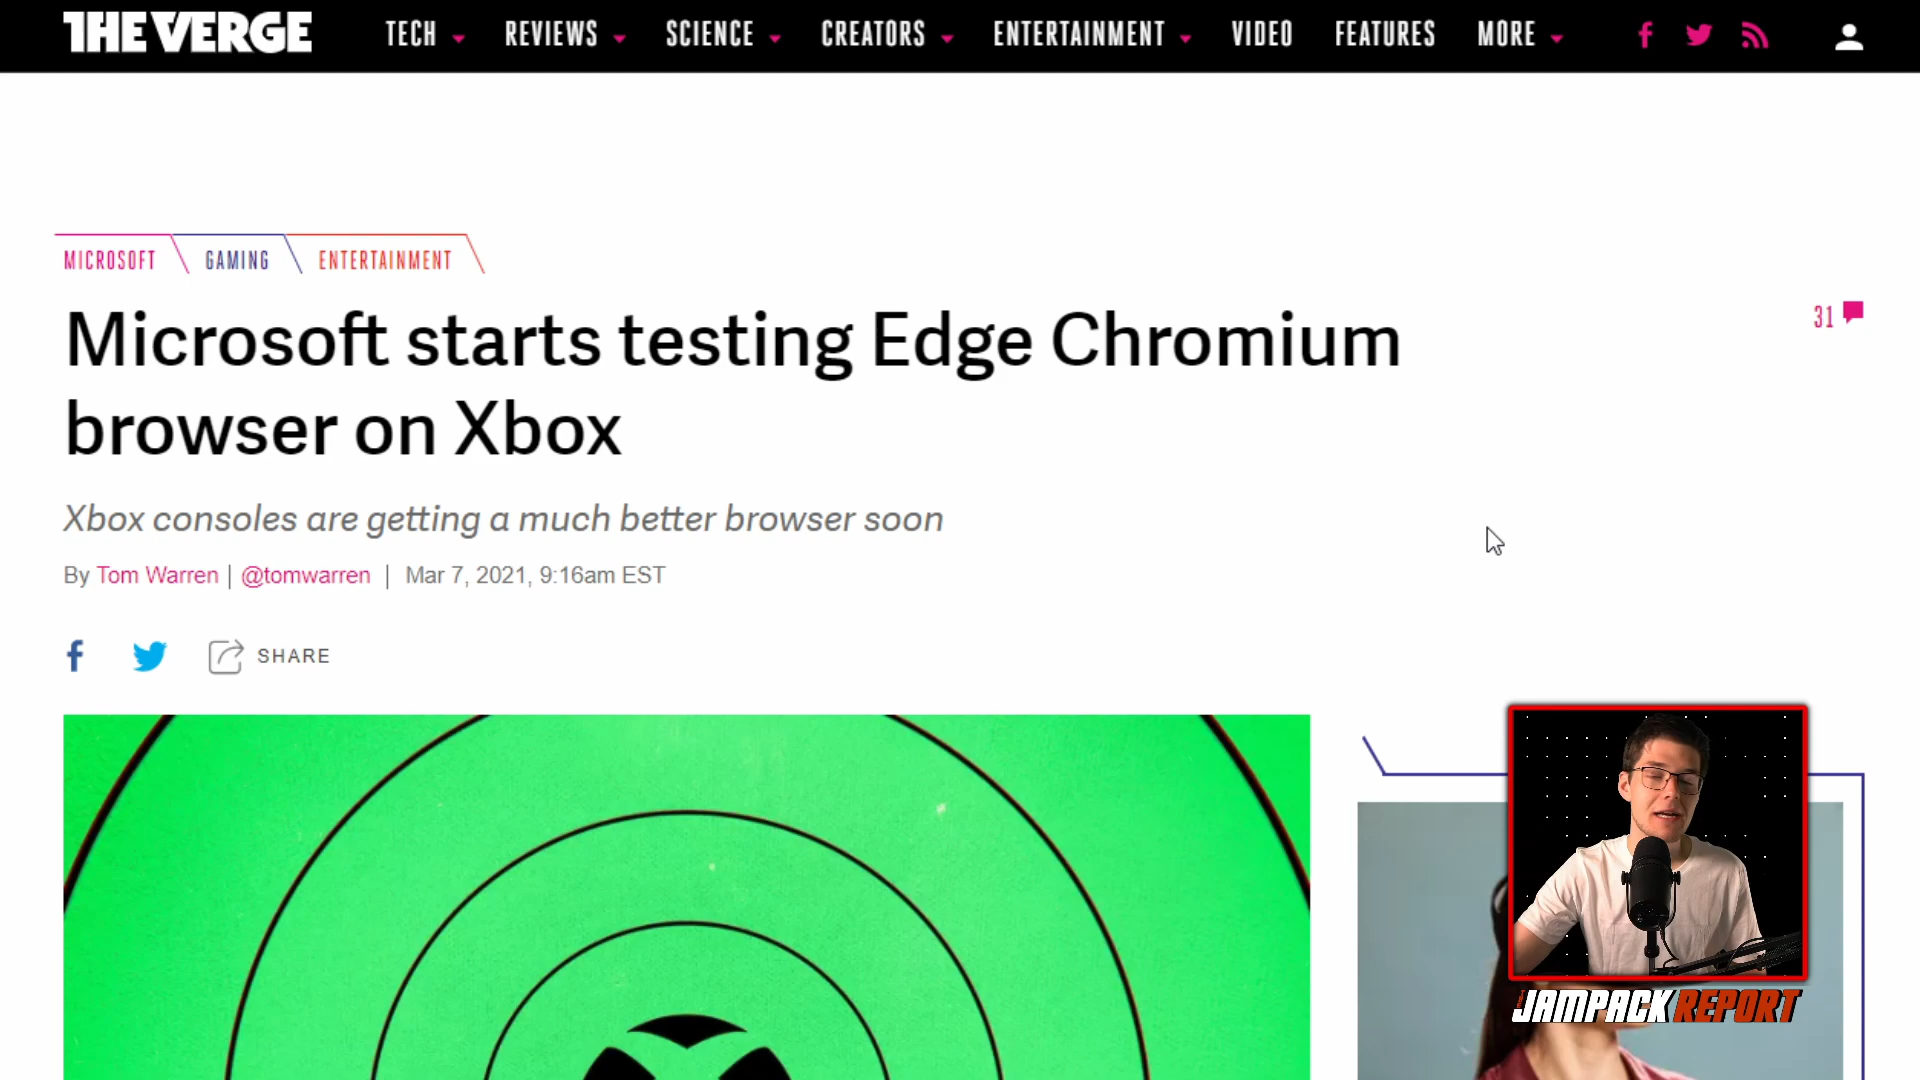 THE VERGE
TECH REVIEWS SCIENCE CREATORS ENTERTAINMENT VIDEO FEATURES MORE
MICROSOFT GAMING ENTERTAINMENT
Microsoft starts testing Edge Chromium
browser on Xbox
31
Xbox consoles are getting a much better browser soon
By Tom Warren | @tomwarren | Mar 7, 2021, 9:16am EST
SHARE
JAMPACK REPORT